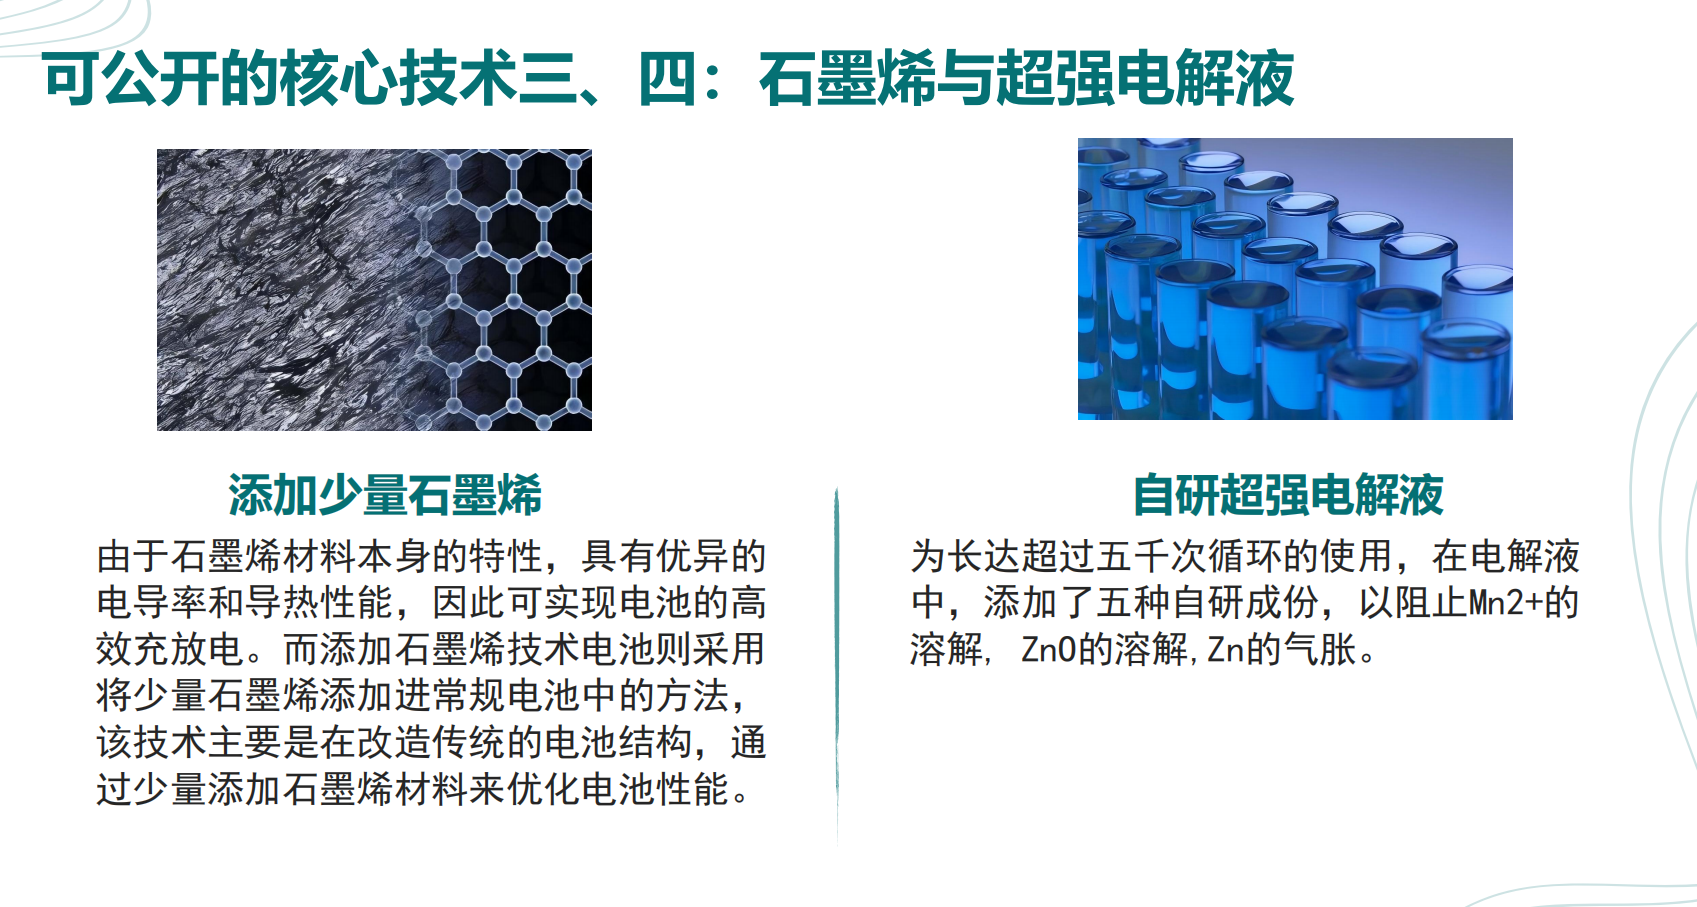 可公开的核心技术三、四：石墨烯与超强电解液
添加少量石墨烯
由于石墨烯材料本身的特性，具有优异的
电导率和导热性能，因此可实现电池的高
效充放电。而添加石墨烯技术电池则采用
将少量石墨烯添加进常规电池中的方法，
该技术主要是在改造传统的电池结构，通
过少量添加石墨烯材料来优化电池性能。
自研超强电解液
为长达超过五千次循环的使用，在电解液
中，添加了五种自研成份，以阻止Mn2+的
溶解, ZnO的溶解,Zn的气胀。